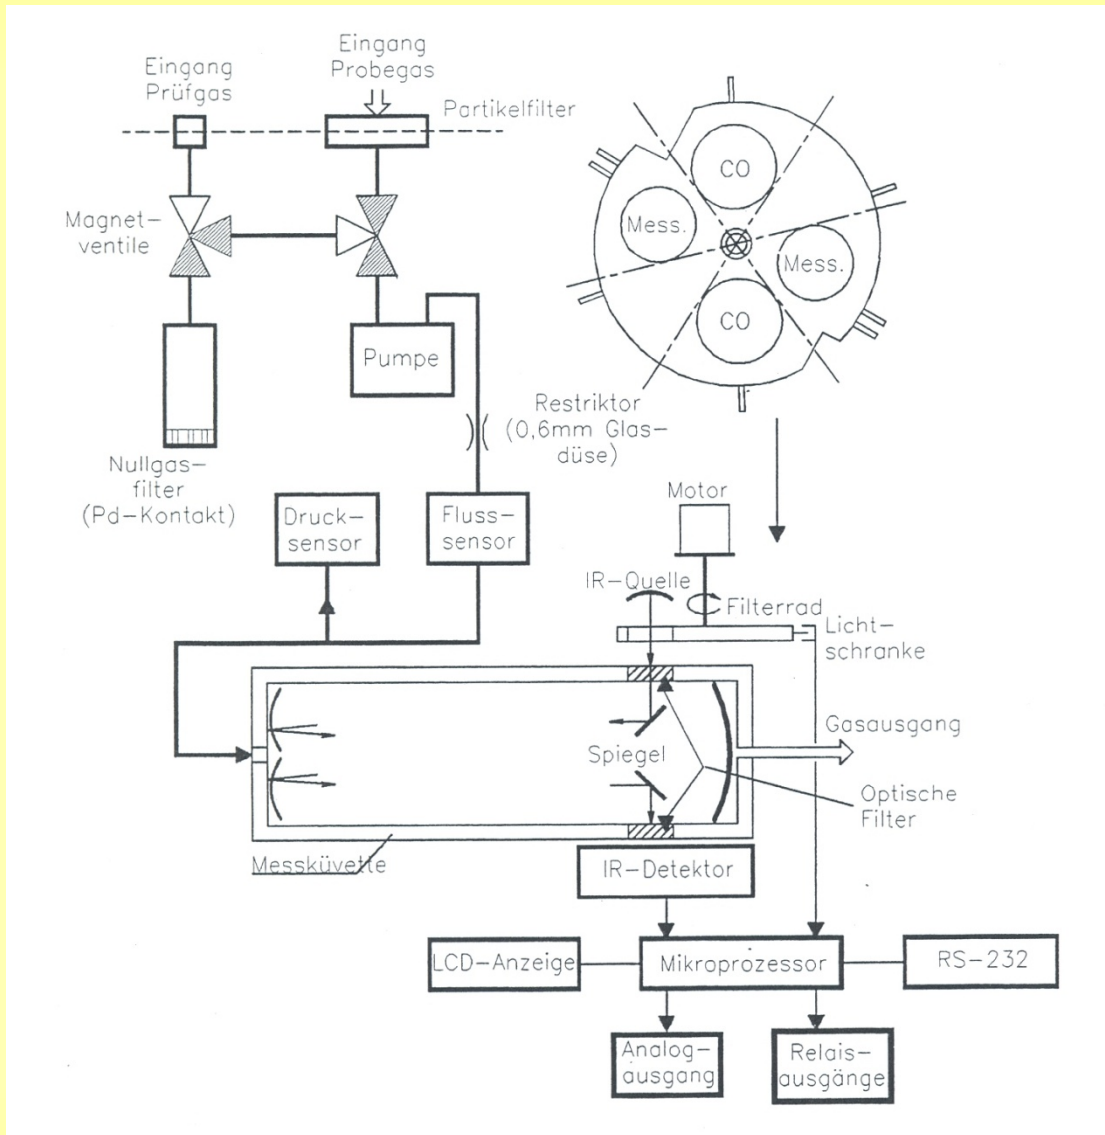 Eingang
Prüfgas
Eingang
Probegas
Partikelfilter
Magnet-
ventile
CO
Mess.
Mess.
CO
Pumpe
Restriktor
(0,6mm Glas-
düse)
Nullgas-
filter
(Pd-Kontakt)
Druck-
sensor
Fluss-
sensor
Motor
IR-Quelle
Filterrad
Licht-
schranke
Spiegel
Gasausgang
Optische
Filter
Messküvette
IR-Detektor
LCD-Anzeige
Mikroprozessor
RS-232
Analog-
ausgang
Relais-
ausgänge